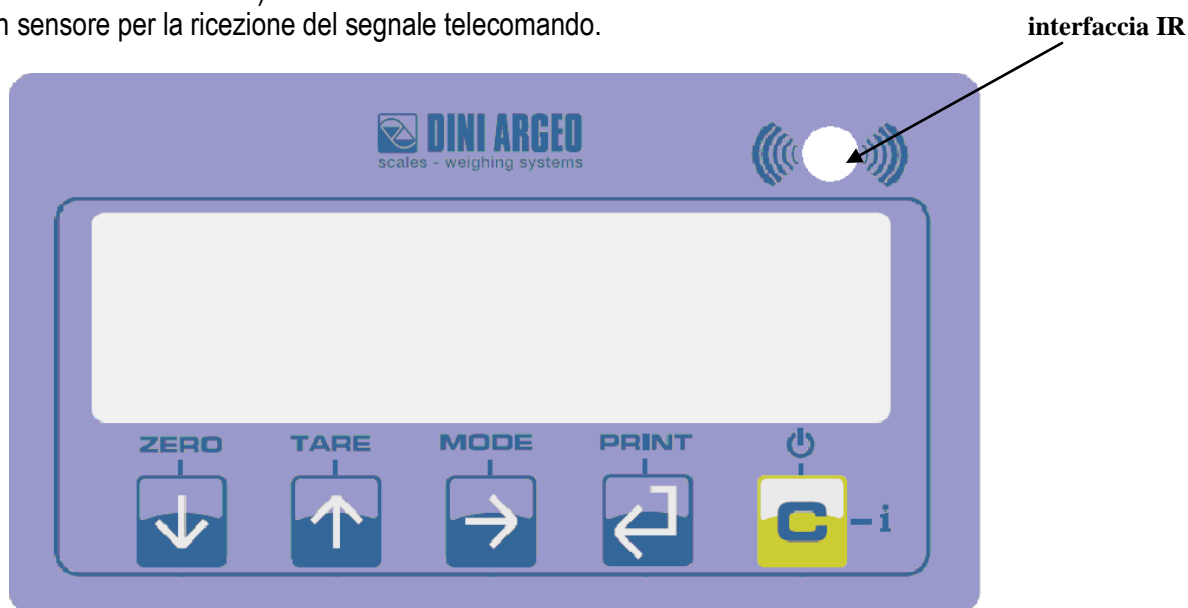 n sensore per la ricezione del segnale telecomando.
interfaccia IR
DINI ARGEO
scales - weighing systems
ZERO TARE MODE PRINT
C - i